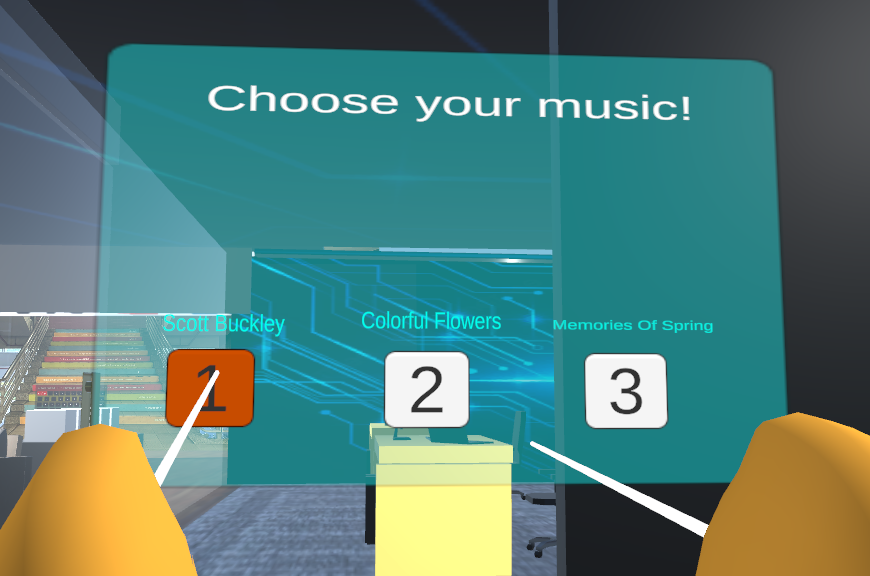 Choose your music!
Scott Buckley
Colorful Flowers
Memories Of Spring
1
2
3